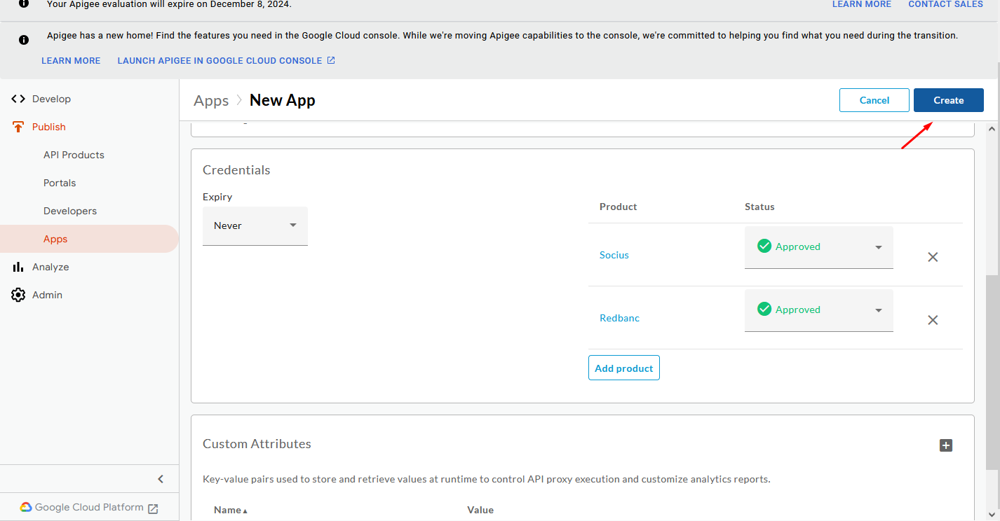 Your Apigee evaluation will expire on December 8, 2024.
LEARN MORE CONTACT SALES
Apigee has a new home! Find the features you need in the Google Cloud console. While we're moving Apigee capabilities to the console, we're committed to helping you find what you need during the transition.
LEARN MORE LAUNCH APIGEE IN GOOGLE CLOUD CONSOLE
Develop
Publish
API Products
Portals
Developers
Apps
Analyze
Admin
Google Cloud Platform
Apps New App
Cancel Create
Credentials
Expiry
Never
Product Status
Socius Approved
Redbanc Approved
Add product
Custom Attributes
Key-value pairs used to store and retrieve values at runtime to control API proxy execution and customize analytics reports.
Name Value